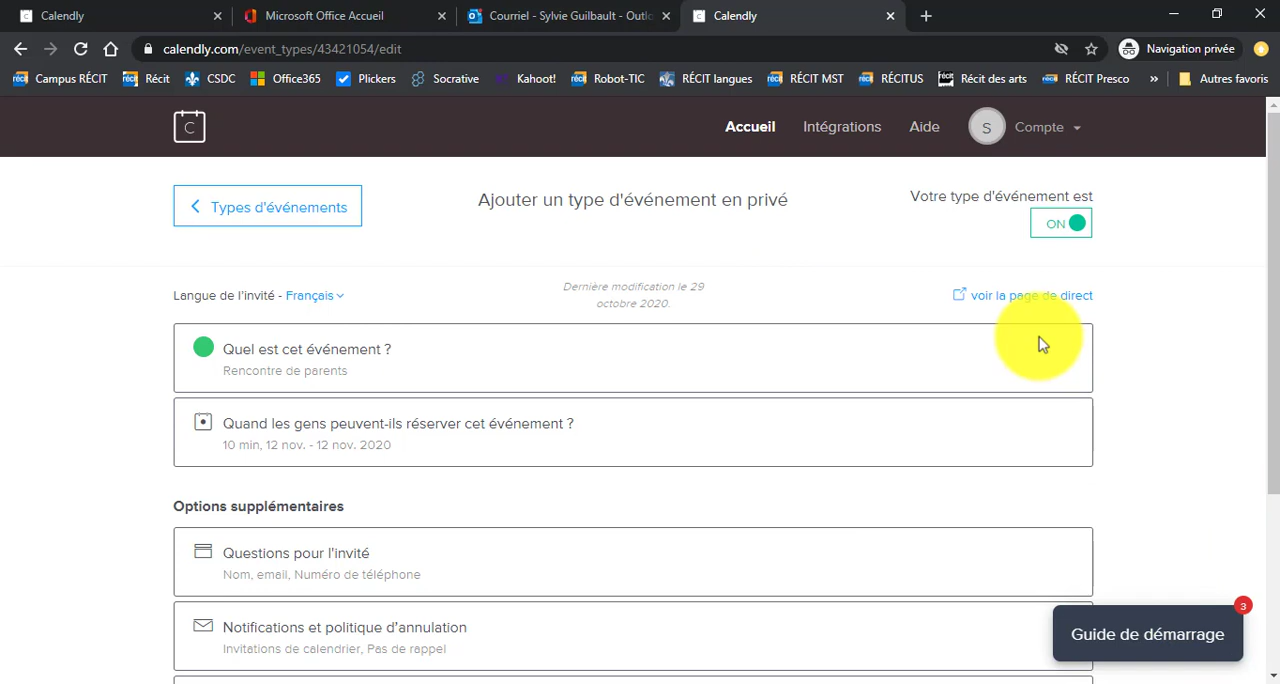 Calendly
Microsoft Office Accueil
Courriel - Sylvie Guilbault - Outlo
Calendly
calendly.com/event_types/43421054/edit
Navigation privée
Campus RÉCIT
Récit
CSDC
Office365
Plickers
Socrative
Kahoot!
Robot-TIC
RÉCIT langues
RÉCIT MST
RÉCITUS
Récit des arts
RÉCIT Presco
Autres favoris
C
Accueil
Intégrations
Aide
S
Compte
Types d'événements
Ajouter un type d'événement en privé
Votre type d'événement est
ON
Langue de l'invité - Français
Dernière modification le 29
octobre 2020.
voir la page de direct
Quel est cet événement ?
Rencontre de parents
Quand les gens peuvent-ils réserver cet événement ?
10 min, 12 nov. - 12 nov. 2020
Options supplémentaires
Questions pour l'invité
Nom, email, Numéro de téléphone
3
Guide de démarrage
Notifications et politique d'annulation
Invitations de calendrier, Pas de rappel